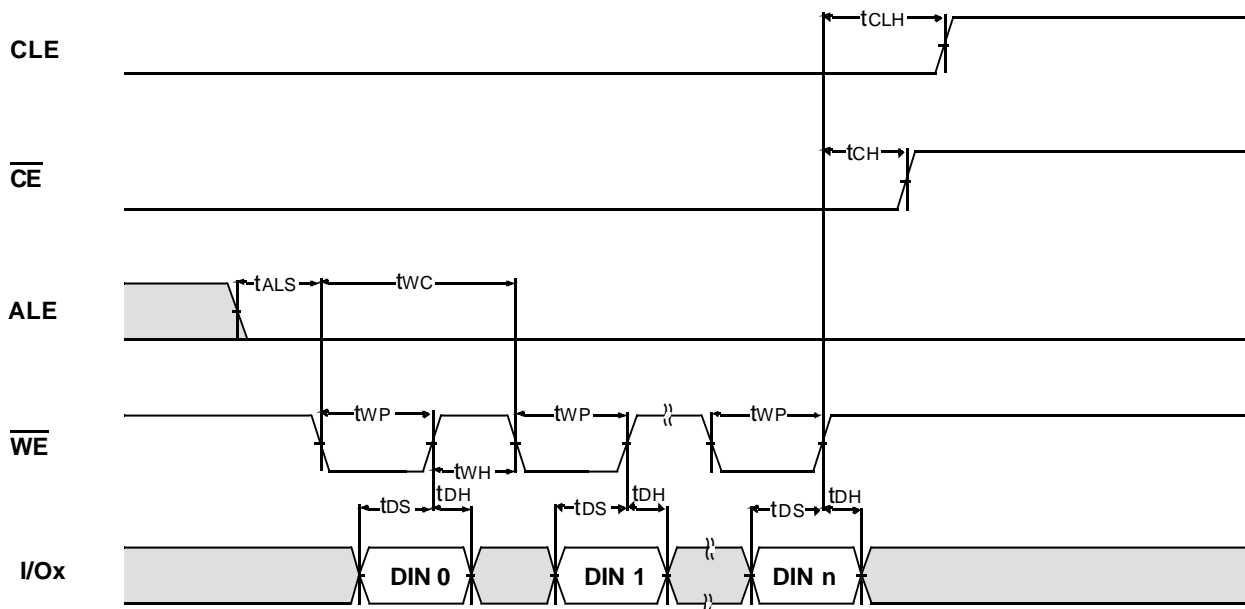 tCLH
CLE
tCH
CE
tALS
tWC
ALE
tWP
tWP
tWP
WE
tWH
tDS
tDH
tDS
tDH
tDS
tDH
I/Ox
DIN 0
DIN 1
DIN n